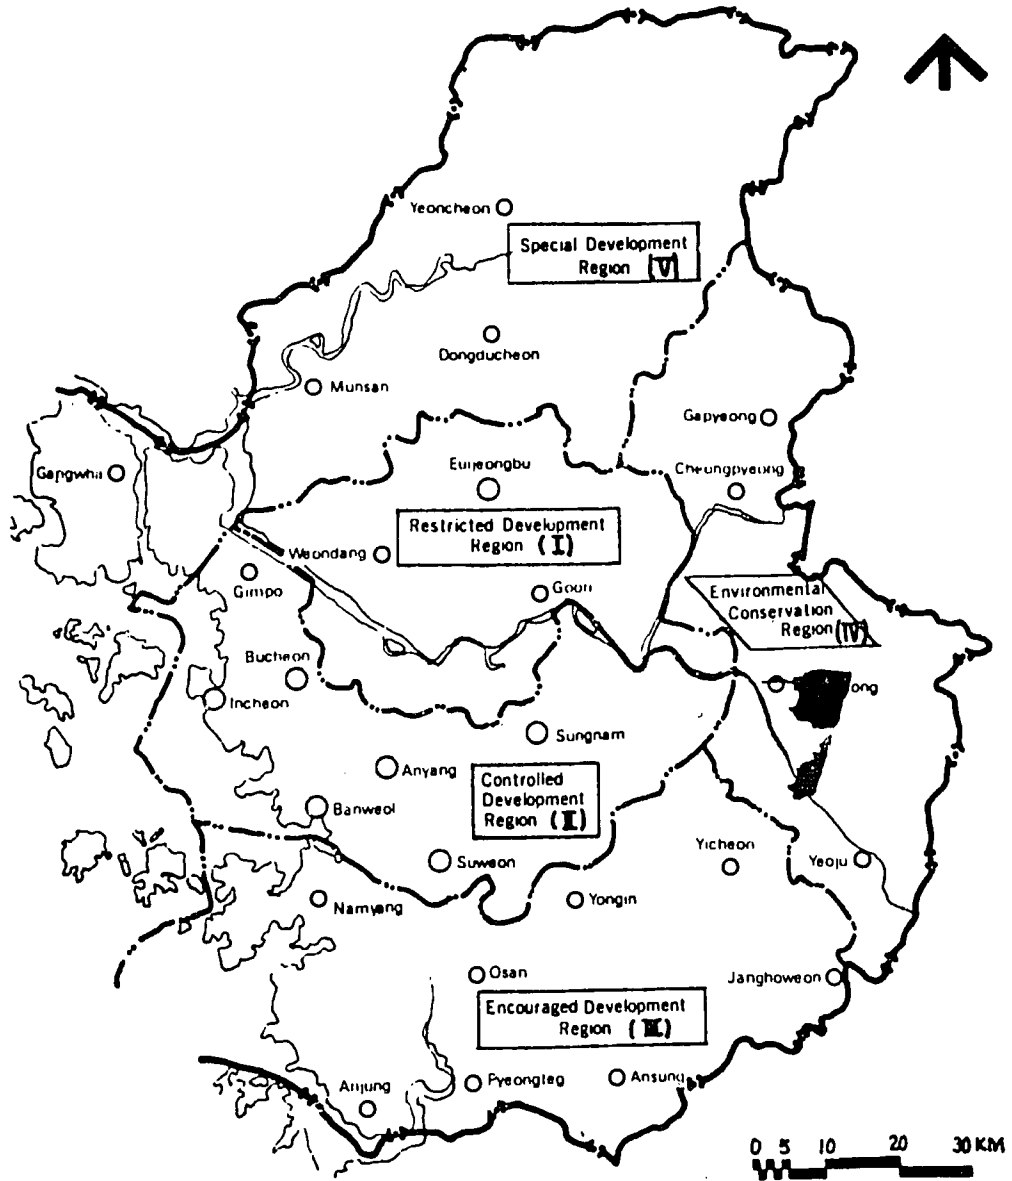 Yeoncheon
Special Development
Region (V)
Dongducheon
Munsan
Gapyeong
Cheongpyeong
Gangwha
Euijeongbu
Restricted Development
Region (I)
Weondang
Gimpo
Goori
Environmental
Conservation
Region (IV)
ong
Bucheon
Incheon
Sungnam
Anyang
Controlled
Development
Region (II)
Banweol
Suweon
Yicheon
Yeoju
Namyang
Yongin
Osan
Janghoweon
Encouraged Development
Region (III)
Anjung
Pyeongteg
Ansung
0 5 10 20 30 KM